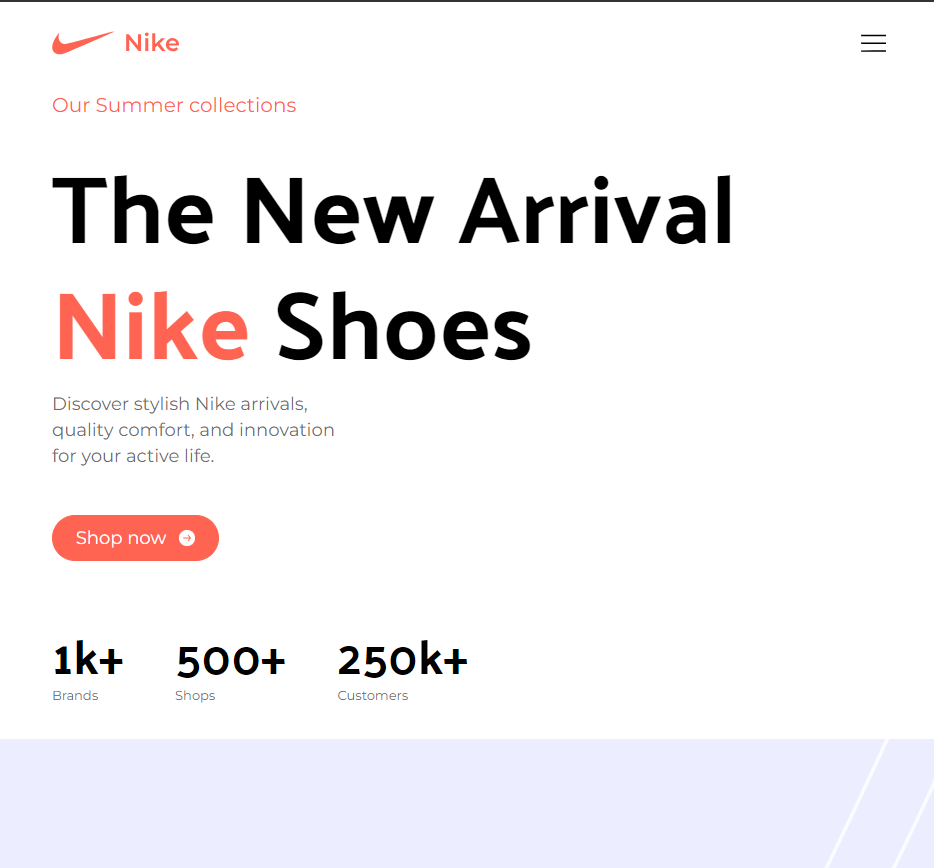 Nike
Our Summer collections
The New Arrival
Nike Shoes
Discover stylish Nike arrivals,
quality comfort, and innovation
for your active life.
Shop now
1k+ 500+ 250k+
Brands Shops Customers